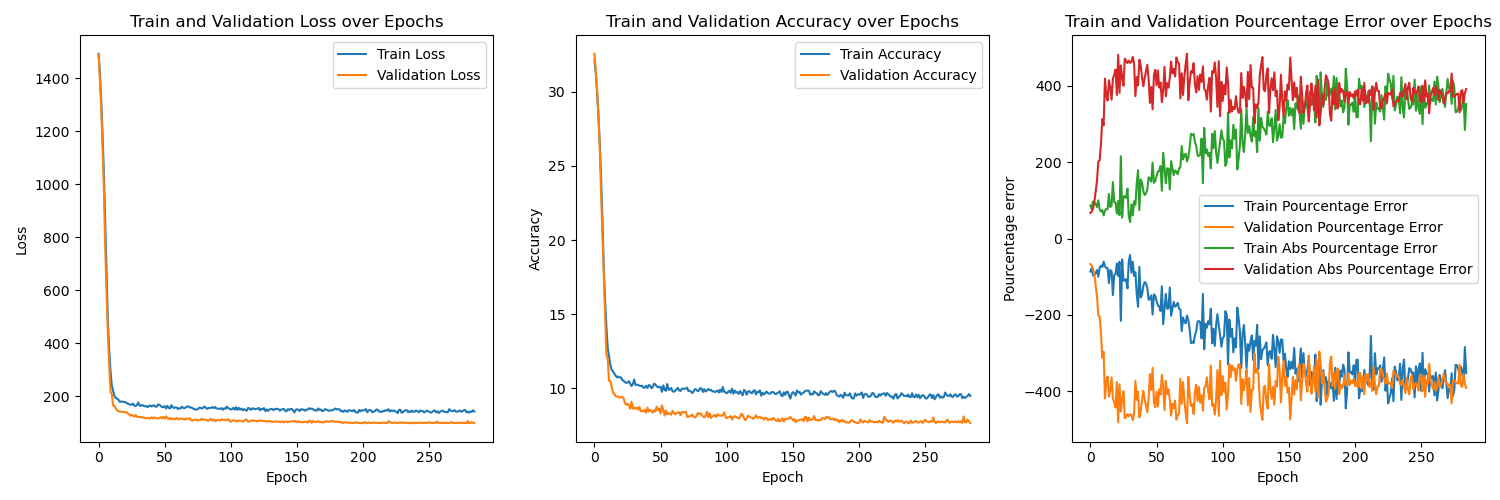 Train and Validation Loss over Epochs
Loss
1400
1200
1000
800
600
400
200
0
50
100
150
200
250
Epoch
Train Loss
Validation Loss
Train and Validation Accuracy over Epochs
Accuracy
30
25
20
15
10
0
50
100
150
200
250
Epoch
Train Accuracy
Validation Accuracy
Train and Validation Pourcentage Error over Epochs
Pourcentage error
400
200
0
−200
−400
0
50
100
150
200
250
Epoch
Train Pourcentage Error
Validation Pourcentage Error
Train Abs Pourcentage Error
Validation Abs Pourcentage Error